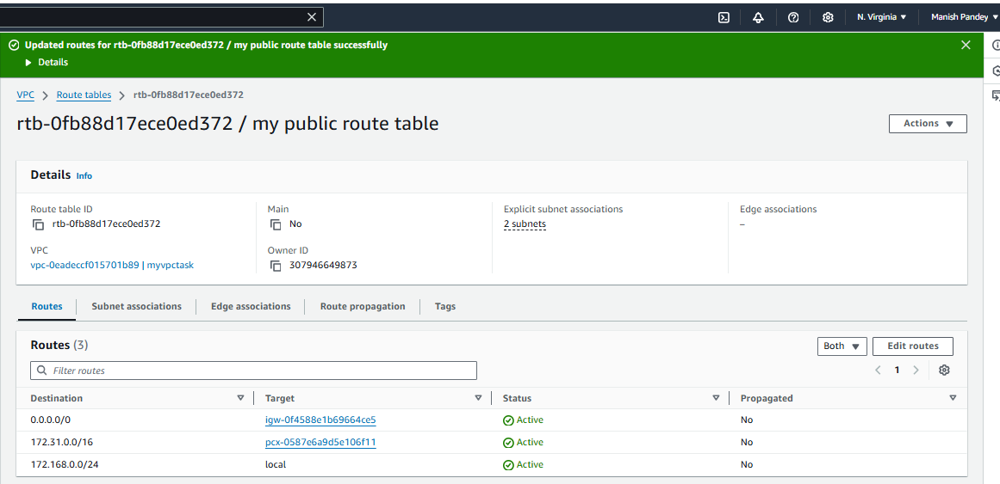 N. Virginia ▼ Manish Pandey ▼
Updated routes for rtb-0fb88d17ece0ed372 / my public route table successfully
▶ Details
VPC > Route tables > rtb-0fb88d17ece0ed372
rtb-0fb88d17ece0ed372 / my public route table
Actions ▼
Details Info
Route table ID
rtb-0fb88d17ece0ed372
Main
No
Explicit subnet associations
2 subnets
Edge associations
–
VPC
vpc-0eadeccf015701b89 | myvpctask
Owner ID
307946649873
Routes Subnet associations Edge associations Route propagation Tags
Routes (3)
Both ▼ Edit routes
Filter routes
< 1 >
Destination Target Status Propagated
0.0.0.0/0 igw-0f4588e1b69664ce5 Active No
172.31.0.0/16 pcx-0587e6a9d5e106f11 Active No
172.168.0.0/24 local Active No